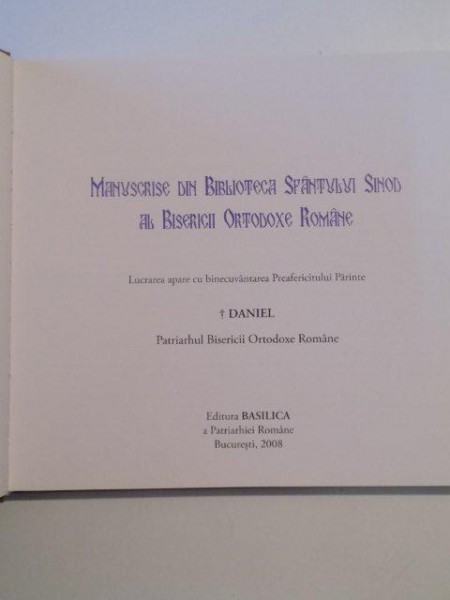 Manuscrise din Biblioteca Sfântului Sinod
al Bisericii Ortodoxe Române
Lucrarea apare cu binecuvântarea Preafericitului Părinte
† DANIEL
Patriarhul Bisericii Ortodoxe Române
Editura BASILICA
a Patriarhiei Române
București, 2008